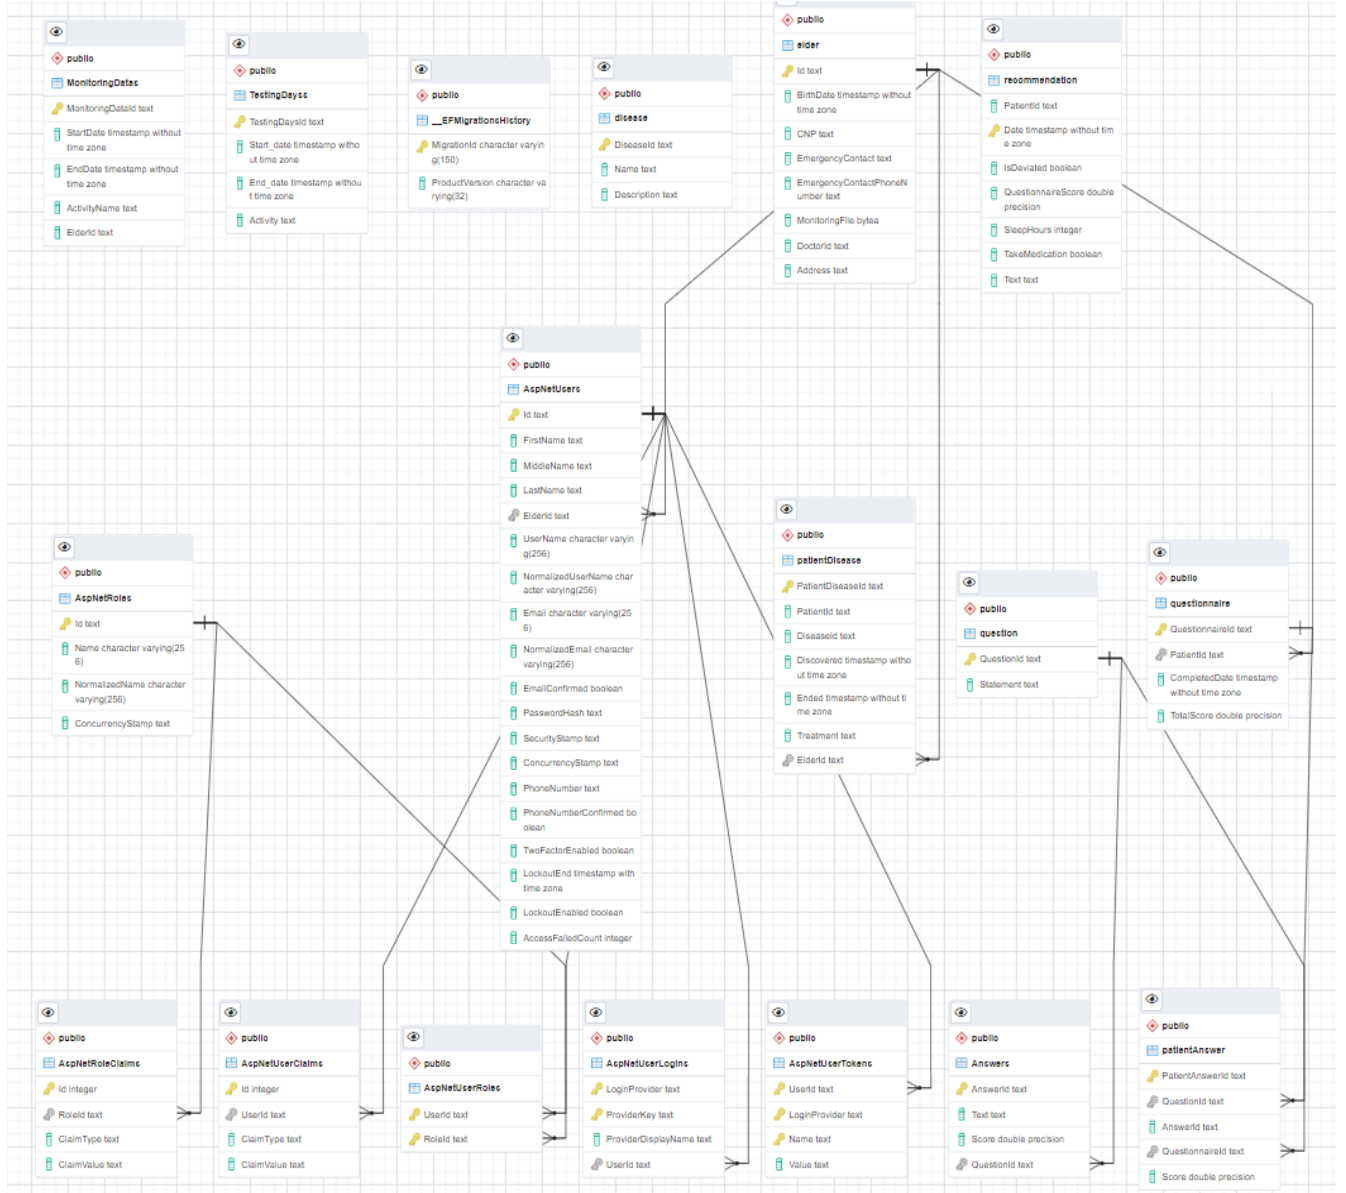 public
MonitoringDatas
MonitoringDataId text
StartDate timestamp without
time zone
EndDate timestamp without
time zone
ActivityName text
ElderId text
public
TestingDayss
TestingDaysId text
Start_date timestamp witho
ut time zone
End_date timestamp withou
t time zone
Activity text
public
__EFMigrationsHistory
MigrationId character varyin
g(150)
ProductVersion character va
rying(32)
public
disease
DiseaseId text
Name text
Description text
public
elder
Id text
BirthDate timestamp without
time zone
CNP text
EmergencyContact text
EmergencyContactPhoneN
umber text
MonitoringFile bytea
DoctorId text
Address text
public
recommendation
PatientId text
Date timestamp without tim
e zone
IsDeviated boolean
QuestionnaireScore double
precision
SleepHours integer
TakeMedication boolean
Text text
public
AspNetUsers
Id text
FirstName text
MiddleName text
LastName text
ElderId text
UserName character varyin
g(256)
NormalizedUserName char
acter varying(256)
Email character varying(25
6)
NormalizedEmail character
varying(256)
EmailConfirmed boolean
PasswordHash text
SecurityStamp text
ConcurrencyStamp text
PhoneNumber text
PhoneNumberConfirmed bo
olean
TwoFactorEnabled boolean
LockoutEnd timestamp with
time zone
LockoutEnabled boolean
AccessFailedCount integer
public
AspNetRoles
Id text
Name character varying(25
6)
NormalizedName character
varying(256)
ConcurrencyStamp text
public
patientDisease
PatientDiseaseId text
PatientId text
DiseaseId text
Discovered timestamp witho
ut time zone
Ended timestamp without ti
me zone
Treatment text
ElderId text
public
question
QuestionId text
Statement text
public
questionnaire
QuestionnaireId text
PatientId text
CompletedDate timestamp
without time zone
TotalScore double precision
public
AspNetRoleClaims
Id integer
RoleId text
ClaimType text
ClaimValue text
public
AspNetUserClaims
Id integer
UserId text
ClaimType text
ClaimValue text
public
AspNetUserRoles
UserId text
RoleId text
public
AspNetUserLogins
LoginProvider text
ProviderKey text
ProviderDisplayName text
UserId text
public
AspNetUserTokens
UserId text
LoginProvider text
Name text
Value text
public
Answers
AnswerId text
Text text
Score double precision
QuestionId text
public
patientAnswer
PatientAnswerId text
QuestionId text
AnswerId text
QuestionnaireId text
Score double precision